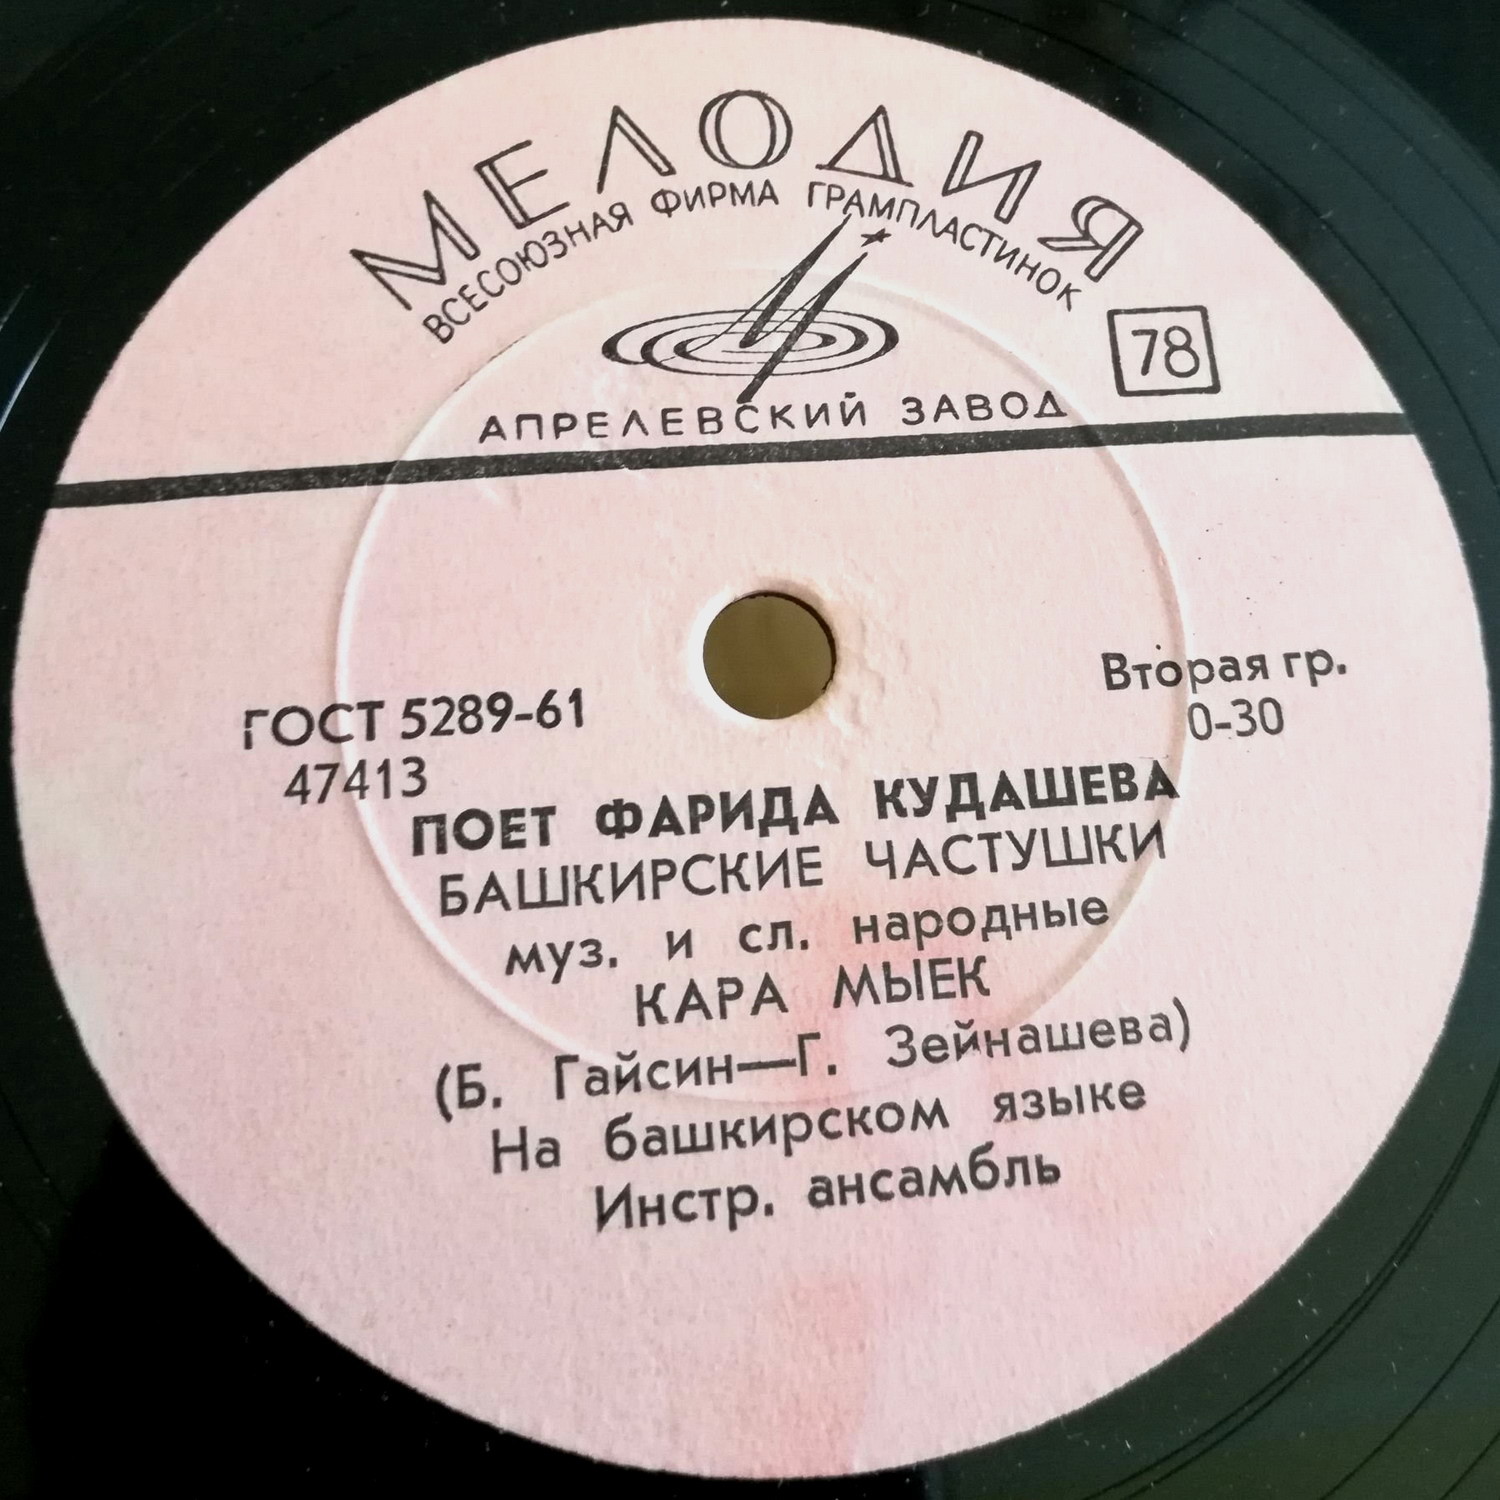 МЕЛОДИЯ
ВСЕСОЮЗНАЯ ФИРМА ГРАМПЛАСТИНОК
78
АПРЕЛЕВСКИЙ ЗАВОД
ГОСТ 5289-61
47413
Вторая гр.
0-30
ПОЕТ ФАРИДА КУДАШЕВА
БАШКИРСКИЕ ЧАСТУШКИ
муз. и сл. народные
КАРА МЫЕК
(Б. Гайсин—Г. Зейнашева)
На башкирском языке
Инстр. ансамбль